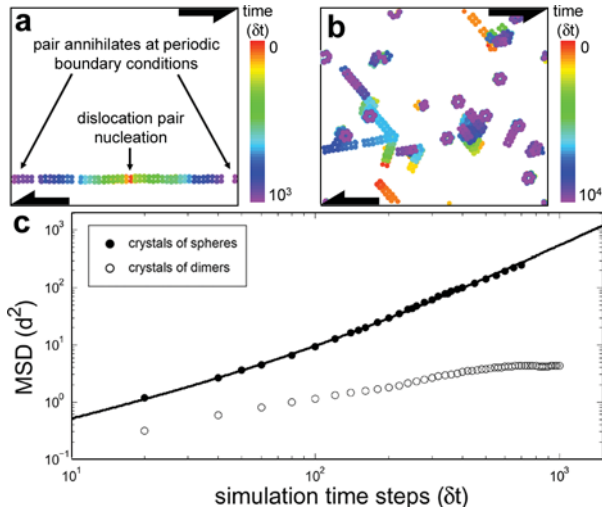 a
pair annihilates at periodic
boundary conditions
dislocation pair
nucleation
time
(δt)
0
10³
b
time
(δt)
0
10⁴
c
crystals of spheres
crystals of dimers
MSD (d²)
10³
10²
10¹
10⁰
10⁻¹
10¹
10²
10³
simulation time steps (δt)